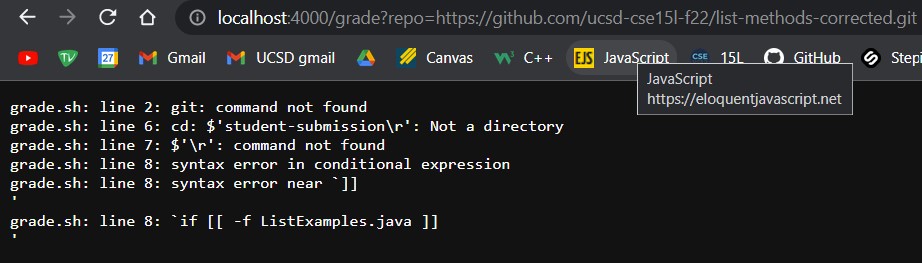 localhost:4000/grade?repo=https://github.com/ucsd-cse15l-f22/list-methods-corrected.git
27 Gmail UCSD gmail Canvas W3 C++ EJS JavaScript CSE 15L GitHub Stepi
JavaScript
https://eloquentjavascript.net
grade.sh: line 2: git: command not found
grade.sh: line 6: cd: $'student-submission\r': Not a directory
grade.sh: line 7: $'\r': command not found
grade.sh: line 8: syntax error in conditional expression
grade.sh: line 8: syntax error near `]]
'
grade.sh: line 8: `if [[ -f ListExamples.java ]]
'